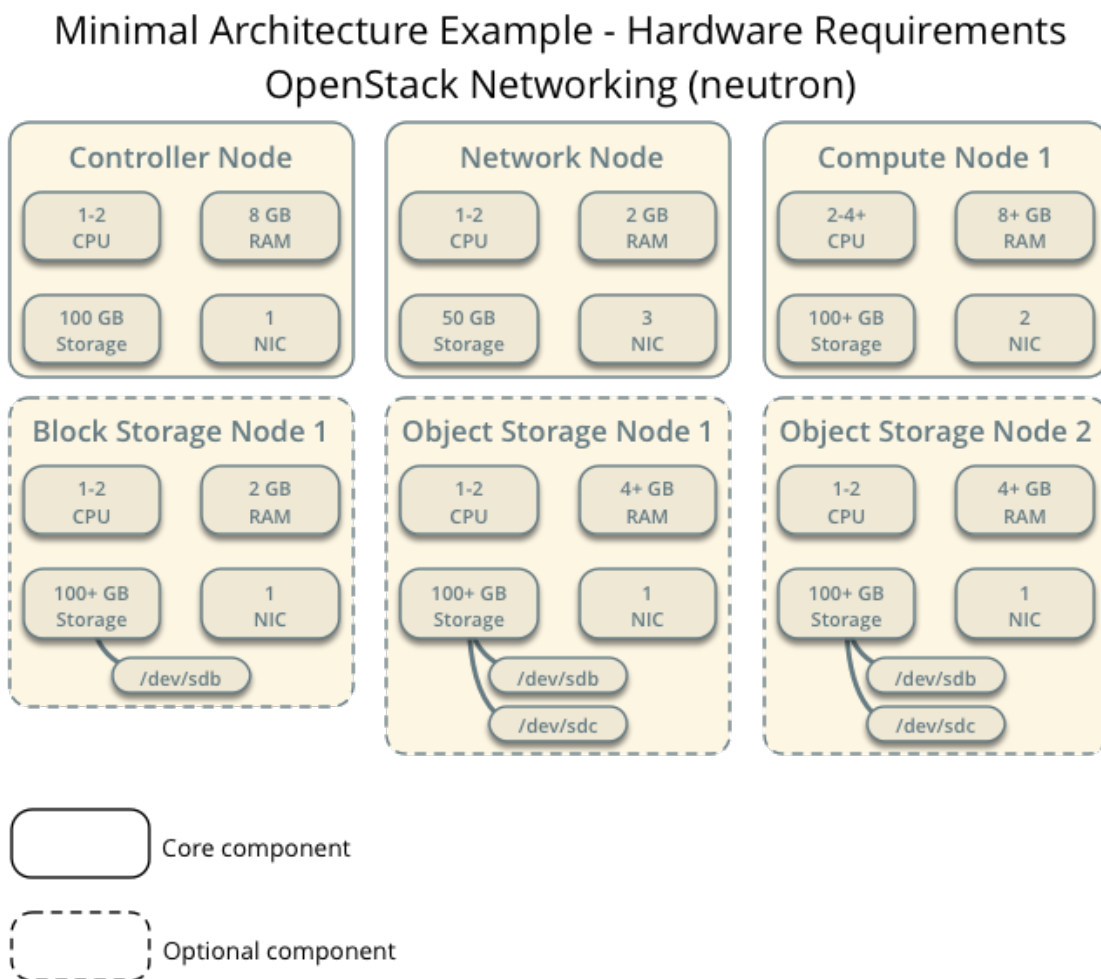 Minimal Architecture Example - Hardware Requirements
OpenStack Networking (neutron)
Controller Node
1-2
CPU
8 GB
RAM
100 GB
Storage
1
NIC
Network Node
1-2
CPU
2 GB
RAM
50 GB
Storage
3
NIC
Compute Node 1
2-4+
CPU
8+ GB
RAM
100+ GB
Storage
2
NIC
Block Storage Node 1
1-2
CPU
2 GB
RAM
100+ GB
Storage
1
NIC
/dev/sdb
Object Storage Node 1
1-2
CPU
4+ GB
RAM
100+ GB
Storage
1
NIC
/dev/sdb
/dev/sdc
Object Storage Node 2
1-2
CPU
4+ GB
RAM
100+ GB
Storage
1
NIC
/dev/sdb
/dev/sdc
Core component
Optional component